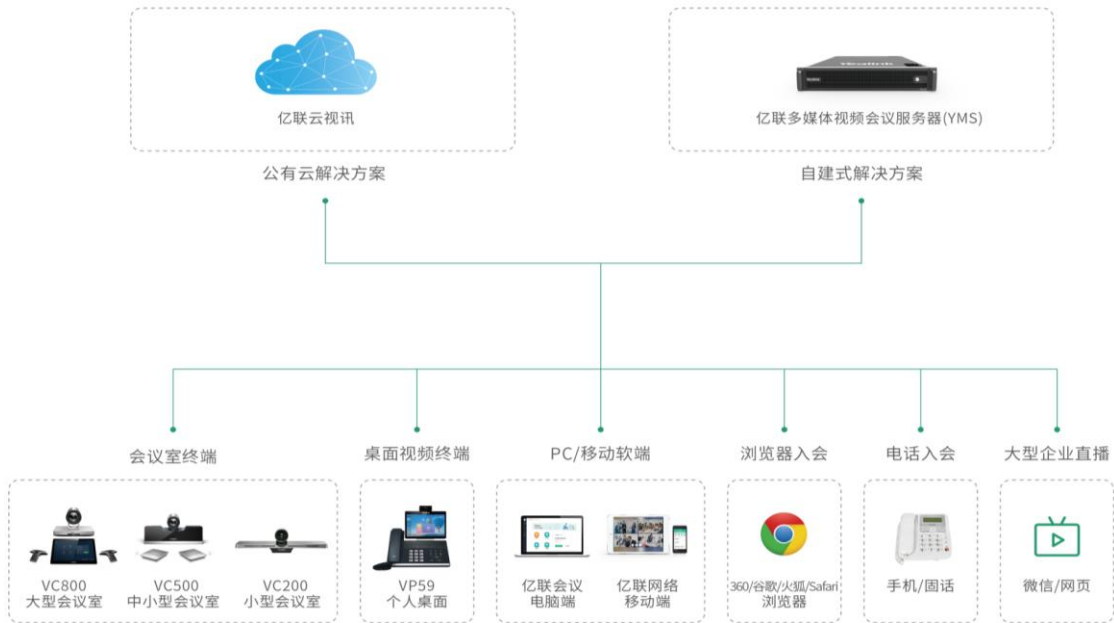 Yealink
亿联云视讯
亿联多媒体视频会议服务器(YMS)
公有云解决方案
自建式解决方案
会议室终端
桌面视频终端
PC/移动软端
浏览器入会
电话入会
大型企业直播
VC800
大型会议室
VC500
中小型会议室
VC200
小型会议室
VP59
个人桌面
亿联会议
电脑端
亿联网络
移动端
360/谷歌/火狐/Safari
浏览器
手机/固话
微信/网页